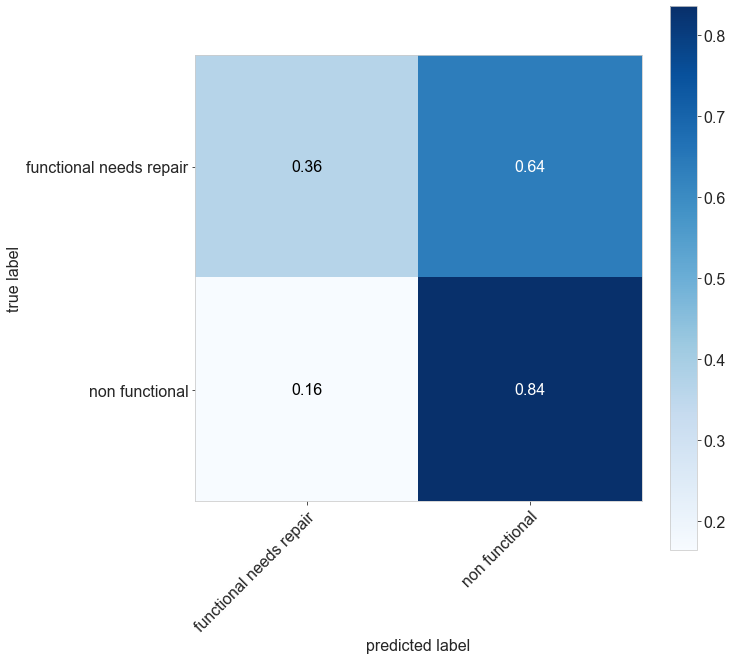 0.8
0.7
0.6
0.5
0.4
0.3
0.2
true label
functional needs repair
0.36
0.64
non functional
0.16
0.84
functional needs repair
non functional
predicted label